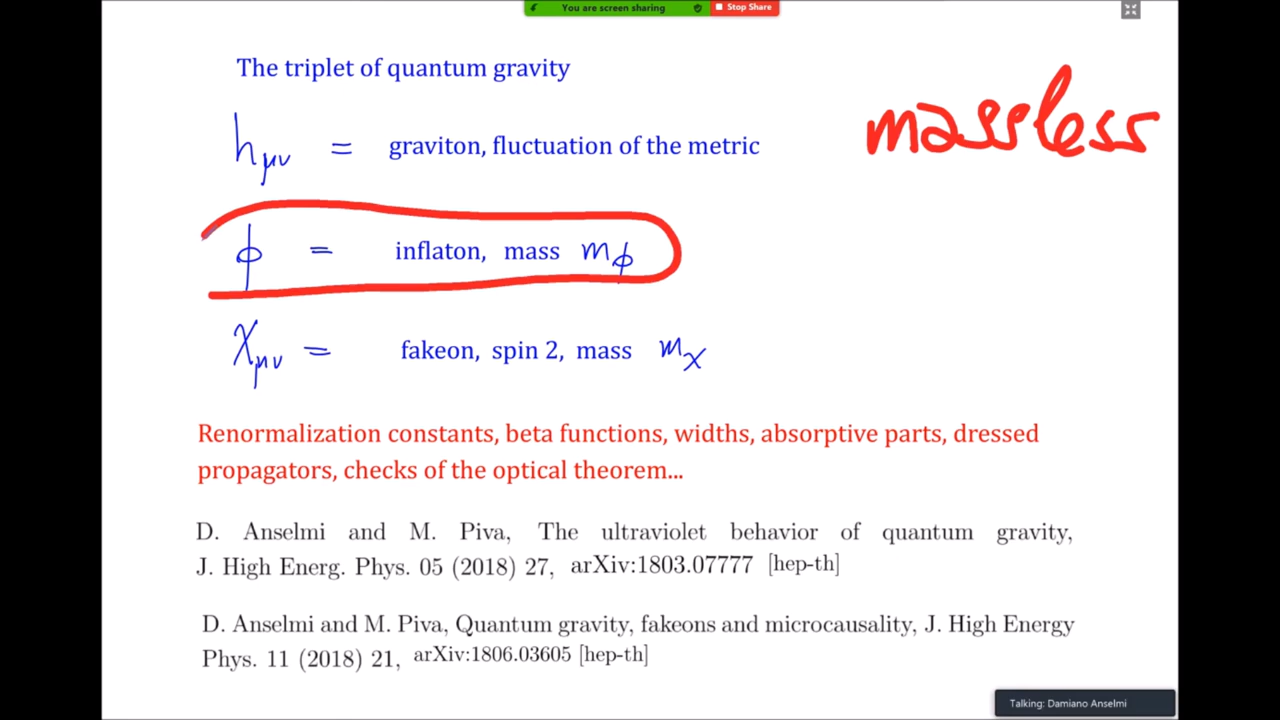 You are screen sharing Stop Share
The triplet of quantum gravity
massless
hμν = graviton, fluctuation of the metric
ϕ = inflaton, mass mϕ
χμν = fakeon, spin 2, mass mχ
Renormalization constants, beta functions, widths, absorptive parts, dressed
propagators, checks of the optical theorem...
D. Anselmi and M. Piva, The ultraviolet behavior of quantum gravity,
J. High Energ. Phys. 05 (2018) 27, arXiv:1803.07777 [hep-th]
D. Anselmi and M. Piva, Quantum gravity, fakeons and microcausality, J. High Energy
Phys. 11 (2018) 21, arXiv:1806.03605 [hep-th]
Talking: Damiano Anselmi